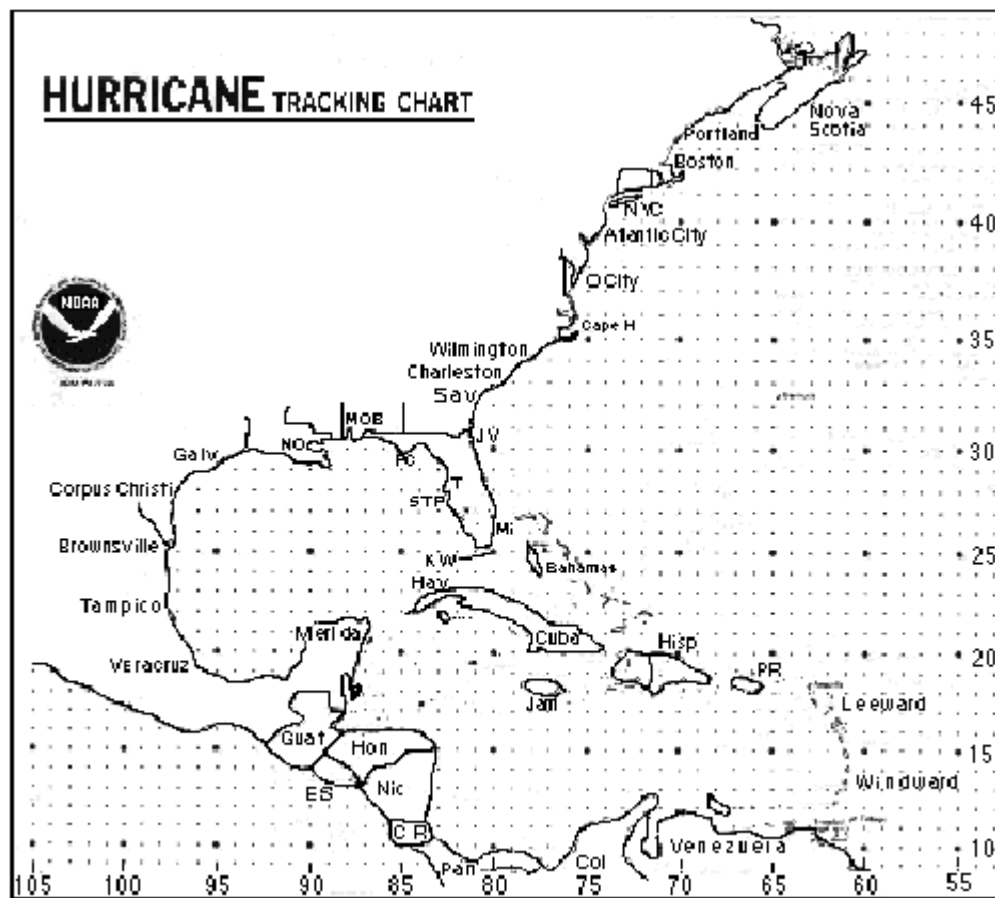 HURRICANE TRACKING CHART
Nova
Scotia
45
Portland
Boston
NYC
40
Atlantic City
O City
NOAA
Cape H
35
Wilmington
Charleston
Sav
MOB
JV
NO
30
Galv
PC
T
Corpus Christi
STP
Mi
Brownsville
KW
25
Bahamas
Hav
Tampico
Merida
Cuba
Hisp
20
Veracruz
PR
Jam
Leeward
Guat
Hon
15
ES
Nic
Windward
CR
Venezuera
10
Pan
Col
105 100 95 90 85 80 75 70 65 60 55